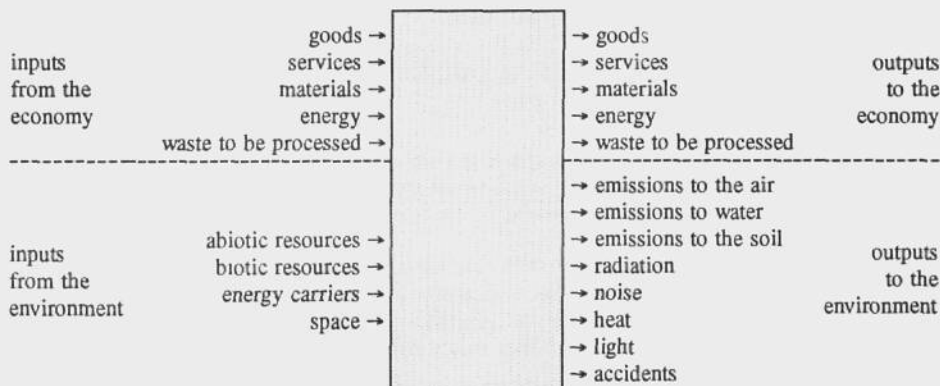 inputs
from the
economy
goods →
services →
materials →
energy →
waste to be processed →
→ goods
→ services
→ materials
→ energy
→ waste to be processed
outputs
to the
economy
inputs
from the
environment
abiotic resources →
biotic resources →
energy carriers →
space →
→ emissions to the air
→ emissions to water
→ emissions to the soil
→ radiation
→ noise
→ heat
→ light
→ accidents
outputs
to the
environment